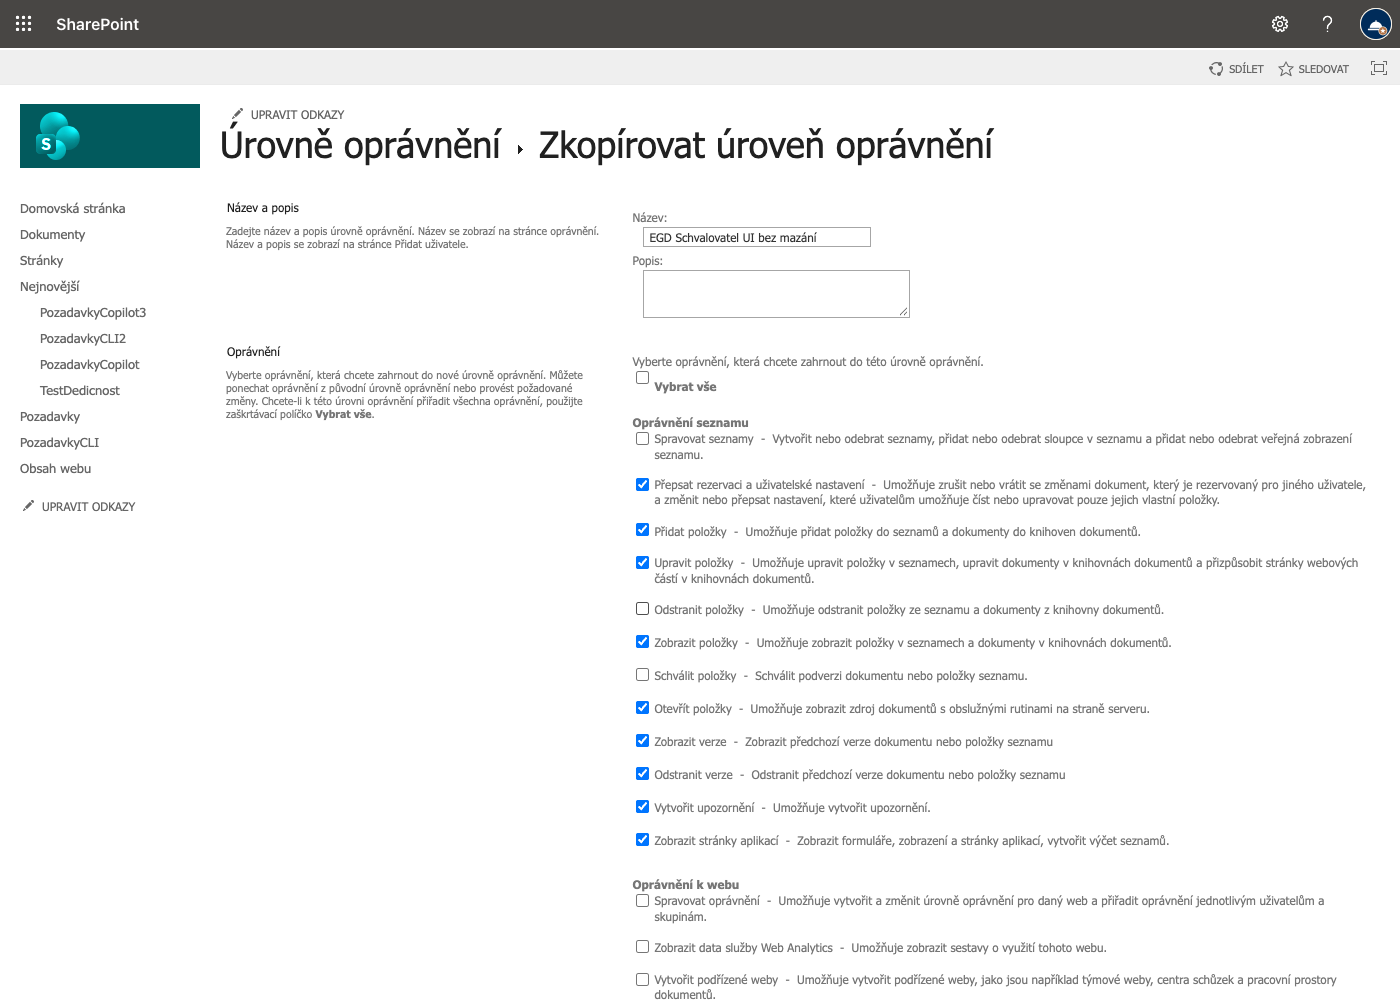 SharePoint
SDÍLET
SLEDOVAT
S
UPRAVIT ODKAZY
Úrovně oprávnění
Zkopírovat úroveň oprávnění
Domovská stránka
Dokumenty
Stránky
Nejnovější
PozadavkyCopilot3
PozadavkyCLI2
PozadavkyCopilot
TestDedicnost
Pozadavky
PozadavkyCLI
Obsah webu
UPRAVIT ODKAZY
Název a popis
Zadejte název a popis úrovně oprávnění. Název se zobrazí na stránce oprávnění.
Název a popis se zobrazí na stránce Přidat uživatele.
Název:
EGD Schvalovatel UI bez mazání
Popis:
Oprávnění
Vyberte oprávnění, která chcete zahrnout do nové úrovně oprávnění. Můžete
ponechat oprávnění z původní úrovně oprávnění nebo provést požadované
změny. Chcete-li k této úrovni oprávnění přiřadit všechna oprávnění, použijte
zaškrtávací políčko Vybrat vše.
Vyberte oprávnění, která chcete zahrnout do této úrovně oprávnění.
Vybrat vše
Oprávnění seznamu
Spravovat seznamy - Vytvořit nebo odebrat seznamy, přidat nebo odebrat sloupce v seznamu a přidat nebo odebrat veřejná zobrazení
seznamu.
Přepsat rezervaci a uživatelské nastavení - Umožňuje zrušit nebo vrátit se změnami dokument, který je rezervovaný pro jiného uživatele,
a změnit nebo přepsat nastavení, které uživatelům umožňuje číst nebo upravovat pouze jejich vlastní položky.
Přidat položky - Umožňuje přidat položky do seznamů a dokumenty do knihoven dokumentů.
Upravit položky - Umožňuje upravit položky v seznamech, upravit dokumenty v knihovnách dokumentů a přizpůsobit stránky webových
částí v knihovnách dokumentů.
Odstranit položky - Umožňuje odstranit položky ze seznamu a dokumenty z knihovny dokumentů.
Zobrazit položky - Umožňuje zobrazit položky v seznamech a dokumenty v knihovnách dokumentů.
Schválit položky - Schválit podverzi dokumentu nebo položky seznamu.
Otevřít položky - Umožňuje zobrazit zdroj dokumentů s obslužnými rutinami na straně serveru.
Zobrazit verze - Zobrazit předchozí verze dokumentu nebo položky seznamu
Odstranit verze - Odstranit předchozí verze dokumentu nebo položky seznamu
Vytvořit upozornění - Umožňuje vytvořit upozornění.
Zobrazit stránky aplikací - Zobrazit formuláře, zobrazení a stránky aplikací, vytvořit výčet seznamů.
Oprávnění k webu
Spravovat oprávnění - Umožňuje vytvořit a změnit úrovně oprávnění pro daný web a přiřadit oprávnění jednotlivým uživatelům a
skupinám.
Zobrazit data služby Web Analytics - Umožňuje zobrazit sestavy o využití tohoto webu.
Vytvořit podřízené weby - Umožňuje vytvořit podřízené weby, jako jsou například týmové weby, centra schůzek a pracovní prostory
dokumentů.